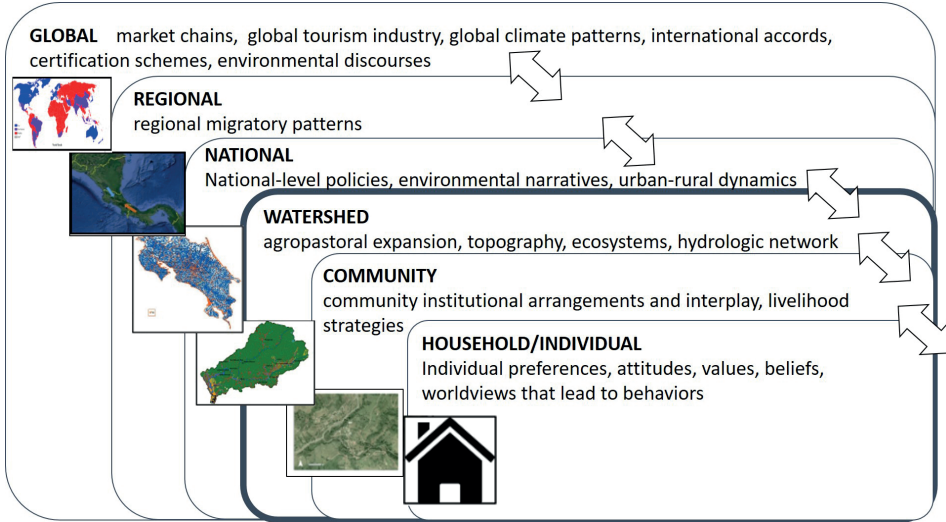 GLOBAL market chains, global tourism industry, global climate patterns, international accords,
certification schemes, environmental discourses
REGIONAL
regional migratory patterns
NATIONAL
National-level policies, environmental narratives, urban-rural dynamics
WATERSHED
agropastoral expansion, topography, ecosystems, hydrologic network
COMMUNITY
community institutional arrangements and interplay, livelihood
strategies
HOUSEHOLD/INDIVIDUAL
Individual preferences, attitudes, values, beliefs,
worldviews that lead to behaviors